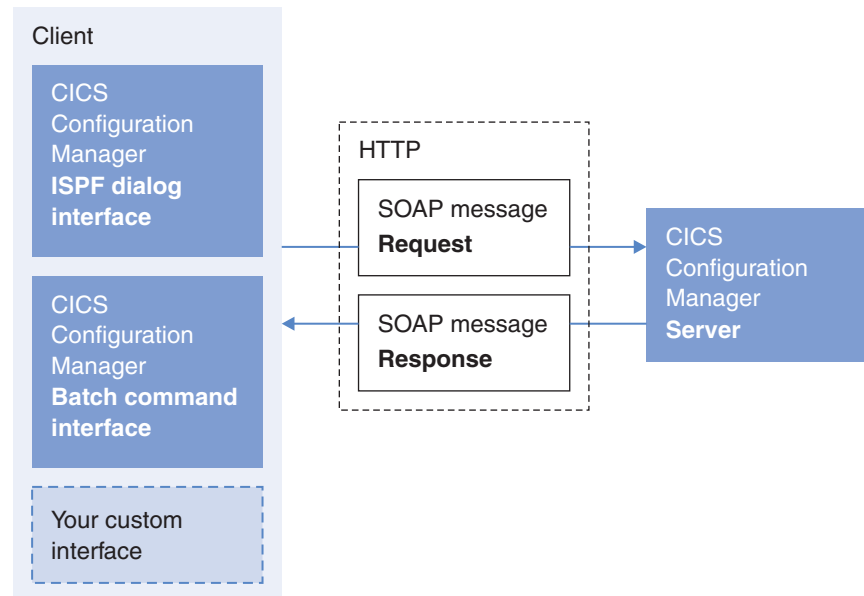 Client
CICS
Configuration
Manager
ISPF dialog
interface
CICS
Configuration
Manager
Batch command
interface
Your custom
interface
HTTP
SOAP message
Request
SOAP message
Response
CICS
Configuration
Manager
Server